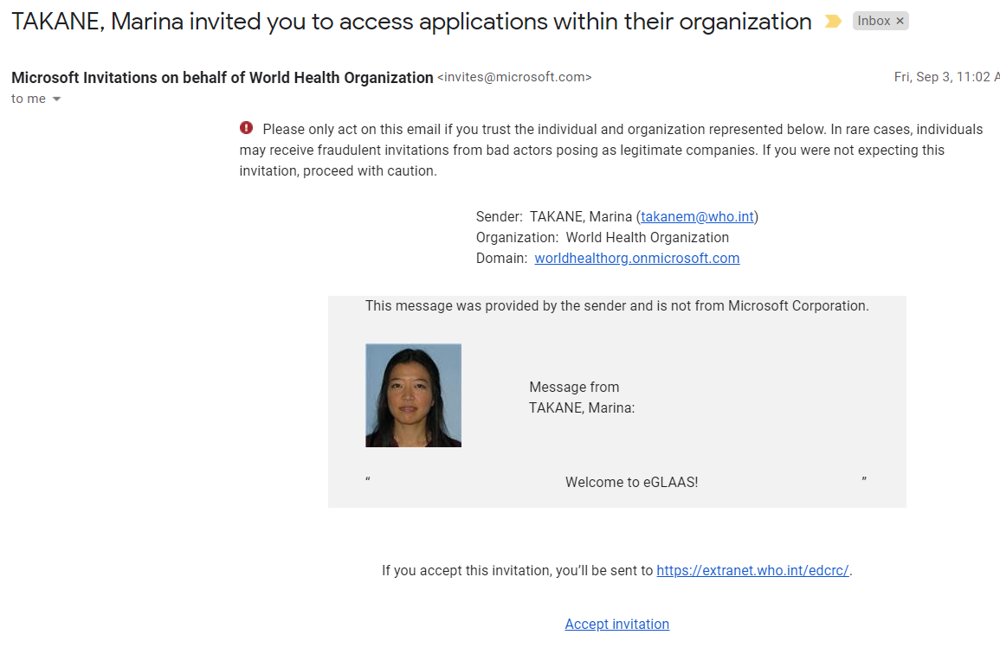 TAKANE, Marina invited you to access applications within their organization Inbox ×
Microsoft Invitations on behalf of World Health Organization <invites@microsoft.com> Fri, Sep 3, 11:02 A
to me
Please only act on this email if you trust the individual and organization represented below. In rare cases, individuals
may receive fraudulent invitations from bad actors posing as legitimate companies. If you were not expecting this
invitation, proceed with caution.
Sender: TAKANE, Marina (takanem@who.int)
Organization: World Health Organization
Domain: worldhealthorg.onmicrosoft.com
This message was provided by the sender and is not from Microsoft Corporation.
Message from
TAKANE, Marina:
“ Welcome to eGLAAS! ”
If you accept this invitation, you’ll be sent to https://extranet.who.int/edcrc/.
Accept invitation